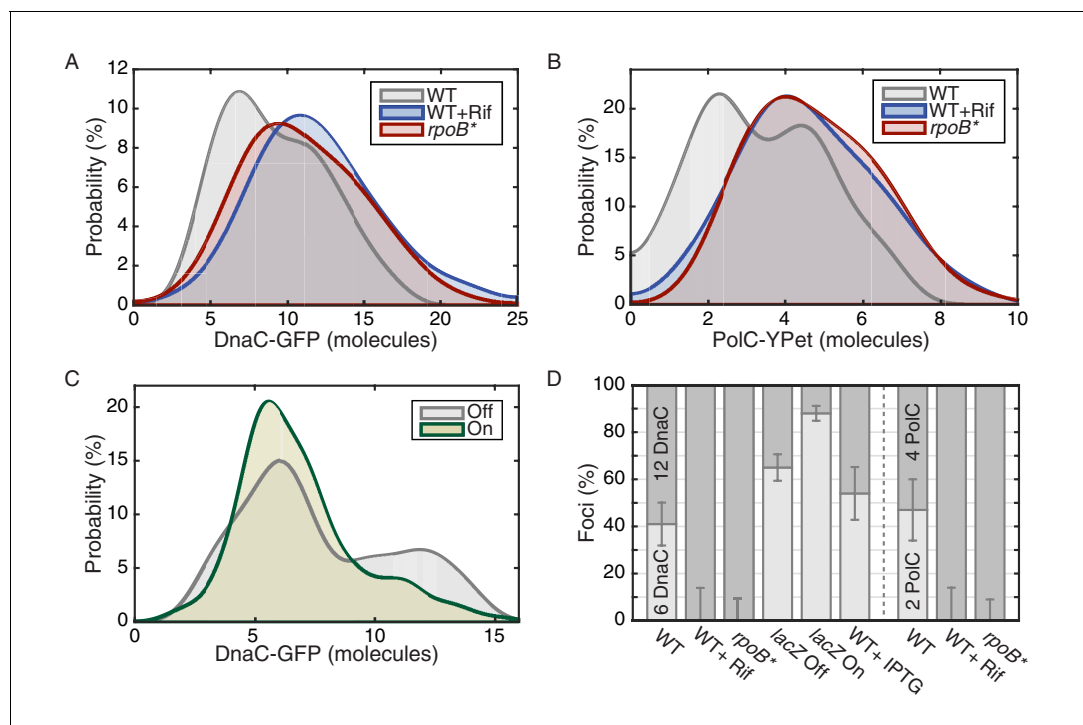 A
12
10
8
6
4
2
0
Probability (%)
WT
WT+Rif
rpoB*
0 5 10 15 20 25
DnaC-GFP (molecules)
B
20
15
10
5
0
Probability (%)
WT
WT+Rif
rpoB*
0 2 4 6 8 10
PolC-YPet (molecules)
C
20
15
10
5
0
Probability (%)
Off
On
0 5 10 15
DnaC-GFP (molecules)
D
100
80
60
40
20
0
Foci (%)
12 DnaC
6 DnaC
4 PolC
2 PolC
WT
WT + Rif
rpoB*
lacZ Off
lacZ On
WT + IPTG
WT
WT + Rif
rpoB*